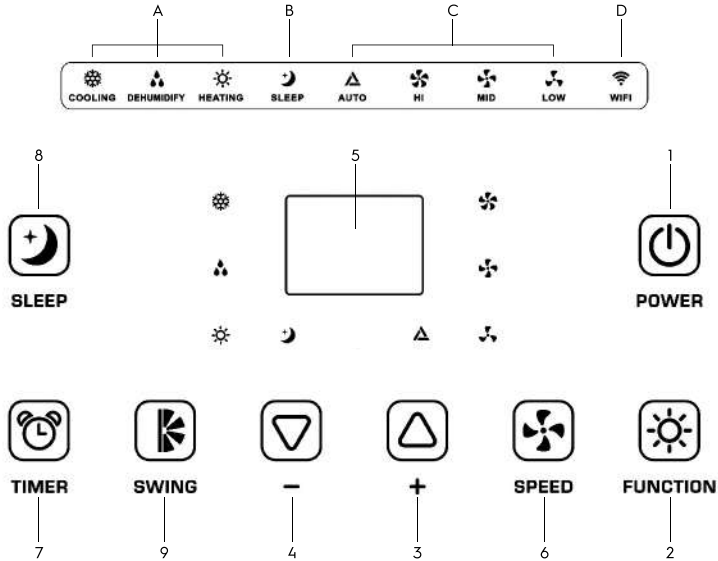 A B C D
COOLING DEHUMIDIFY HEATING SLEEP AUTO HI MID LOW WIFI
8 5 1
SLEEP POWER
TIMER SWING − + SPEED FUNCTION
7 9 4 3 6 2